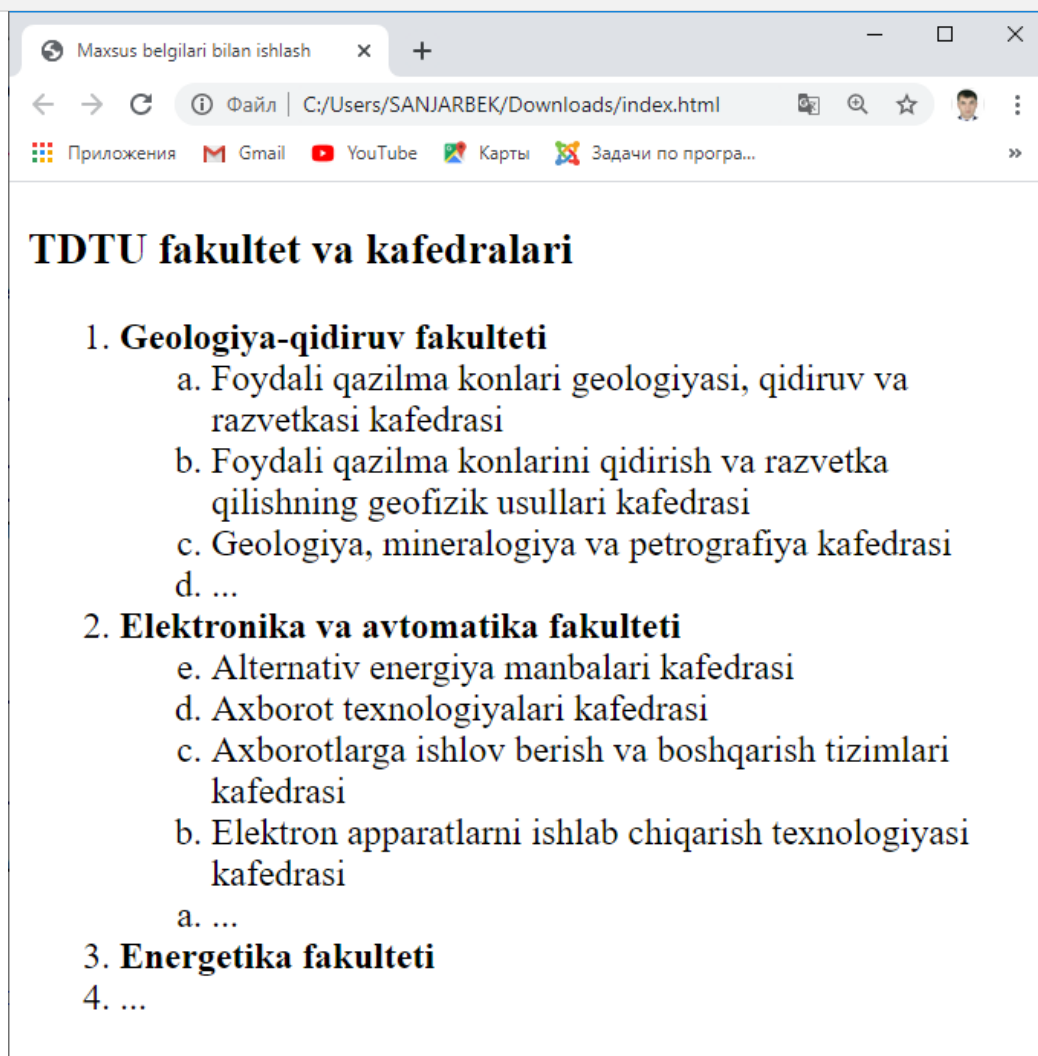 Maxsus belgilari bilan ishlash
Файл | C:/Users/SANJARBEK/Downloads/index.html
Приложения Gmail YouTube Карты Задачи по програ...
TDTU fakultet va kafedralari
1. Geologiya-qidiruv fakulteti
a. Foydali qazilma konlari geologiyasi, qidiruv va
razvetkasi kafedrasi
b. Foydali qazilma konlarini qidirish va razvetka
qilishning geofizik usullari kafedrasi
c. Geologiya, mineralogiya va petrografiya kafedrasi
d. ...
2. Elektronika va avtomatika fakulteti
e. Alternativ energiya manbalari kafedrasi
d. Axborot texnologiyalari kafedrasi
c. Axborotlarga ishlov berish va boshqarish tizimlari
kafedrasi
b. Elektron apparatlarni ishlab chiqarish texnologiyasi
kafedrasi
a. ...
3. Energetika fakulteti
4. ...